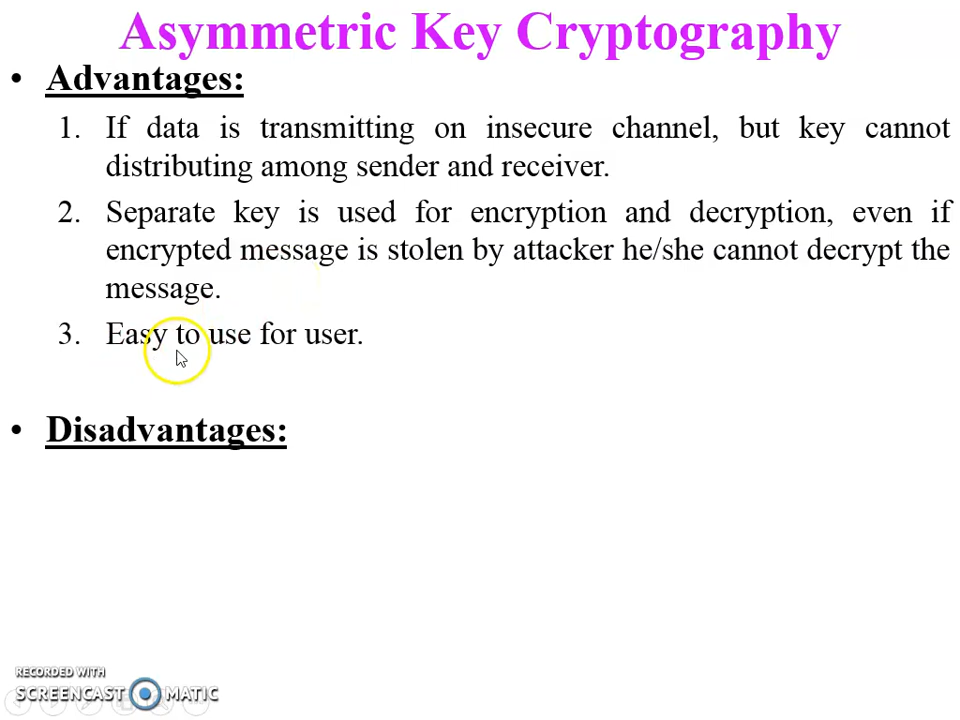 Asymmetric Key Cryptography
• Advantages:
1. If data is transmitting on insecure channel, but key cannot
distributing among sender and receiver.
2. Separate key is used for encryption and decryption, even if
encrypted message is stolen by attacker he/she cannot decrypt the
message.
3. Easy to use for user.
• Disadvantages:
RECORDED WITH
SCREENCAST MATIC